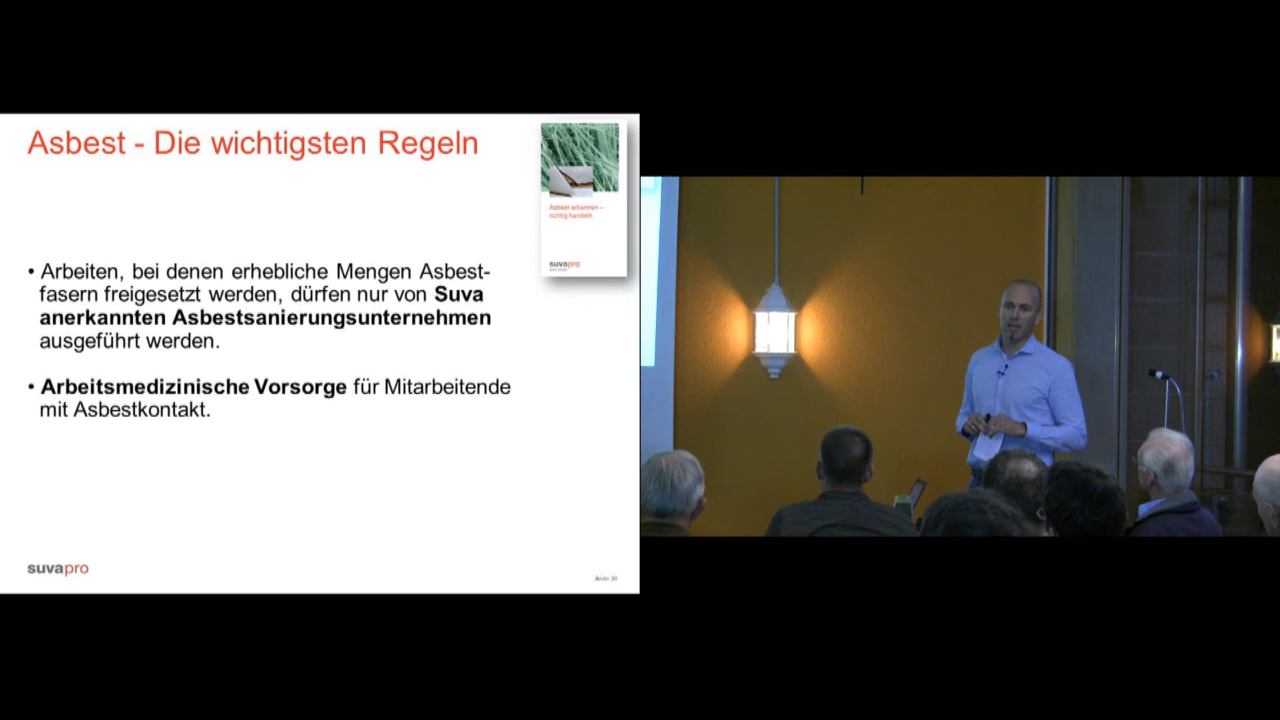 Asbest - Die wichtigsten Regeln
Asbest erkennen –
richtig handeln
suvapro
• Arbeiten, bei denen erhebliche Mengen Asbest-
fasern freigesetzt werden, dürfen nur von Suva
anerkannten Asbestsanierungsunternehmen
ausgeführt werden.
• Arbeitsmedizinische Vorsorge für Mitarbeitende
mit Asbestkontakt.
suvapro
Seite